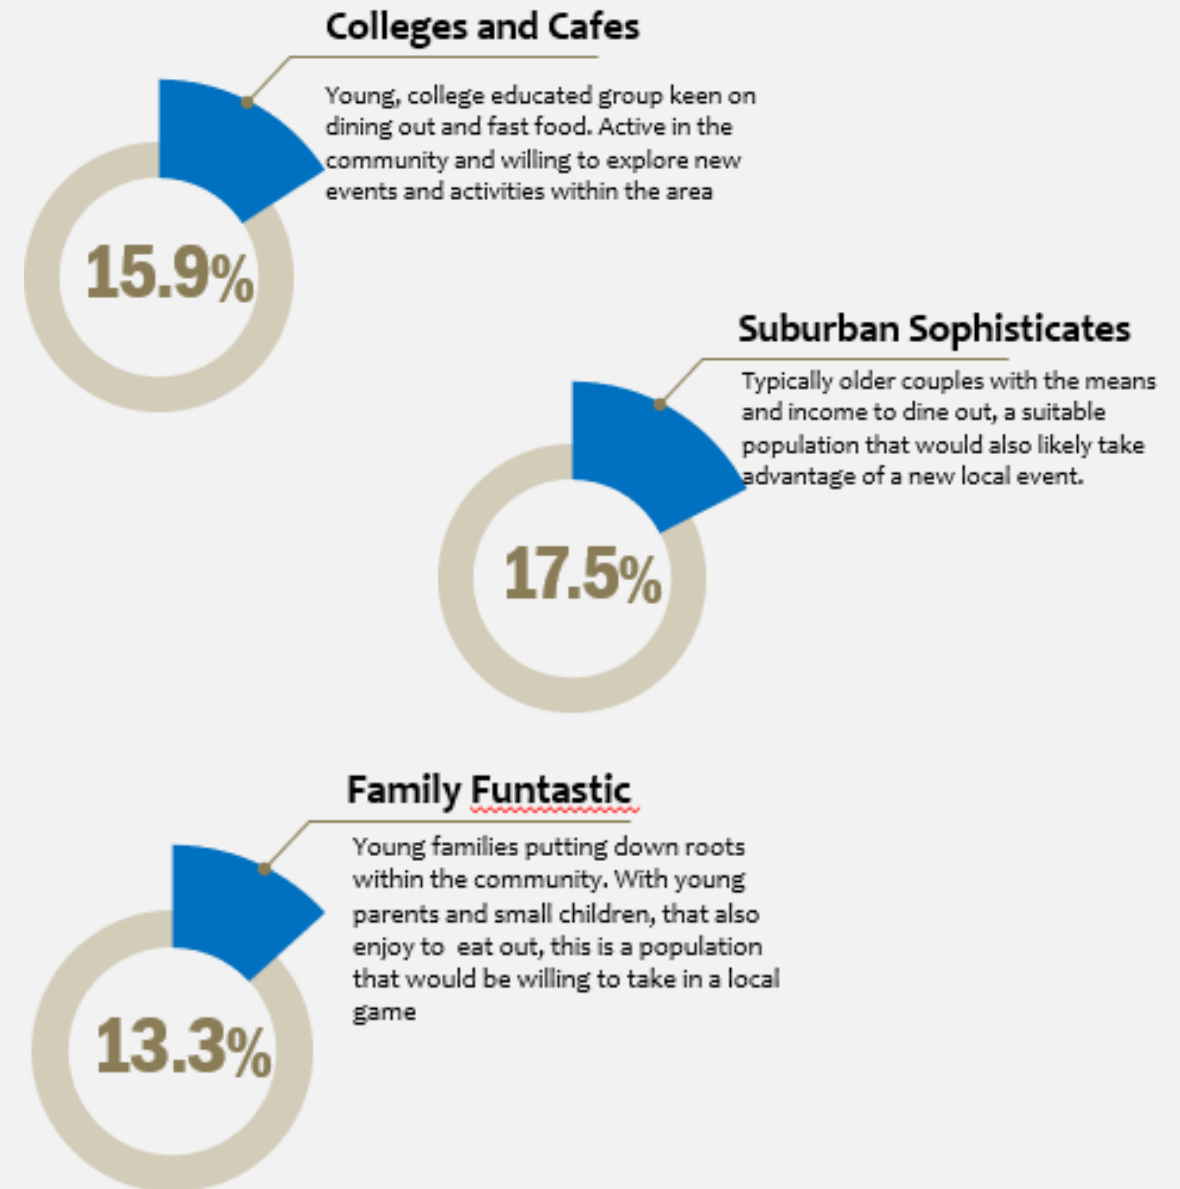 Colleges and Cafes
Young, college educated group keen on
dining out and fast food. Active in the
community and willing to explore new
events and activities within the area
15.9%
Suburban Sophisticates
Typically older couples with the means
and income to dine out, a suitable
population that would also likely take
advantage of a new local event.
17.5%
Family Funtastic
Young families putting down roots
within the community. With young
parents and small children, that also
enjoy to  eat out, this is a population
that would be willing to take in a local
game
13.3%